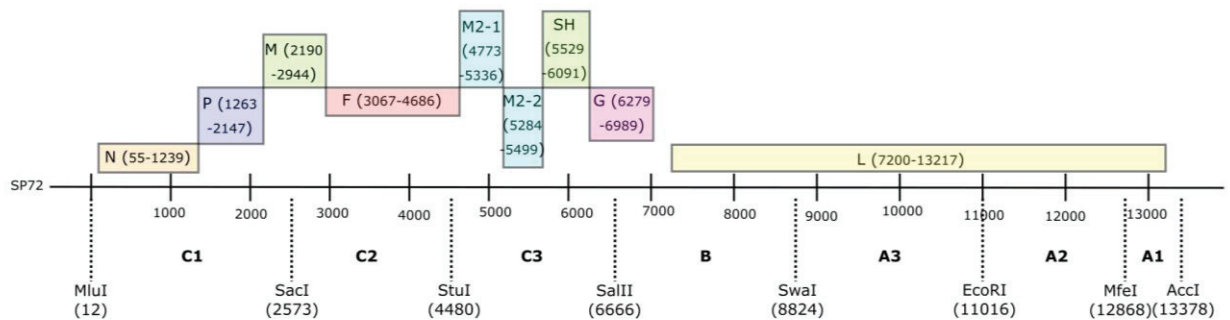 M2-1
(4773
-5336)
SH
(5529
-6091)
M (2190
-2944)
P (1263
-2147)
F (3067-4686)
M2-2
(5284
-5499)
G (6279
-6989)
N (55-1239)
L (7200-13217)
SP72
1000 2000 3000 4000 5000 6000 7000 8000 9000 10000 11000 12000 13000
C1 C2 C3 B A3 A2 A1
MluI SacI StuI SalII SwaI EcoRI MfeI AccI
(12) (2573) (4480) (6666) (8824) (11016) (12868) (13378)